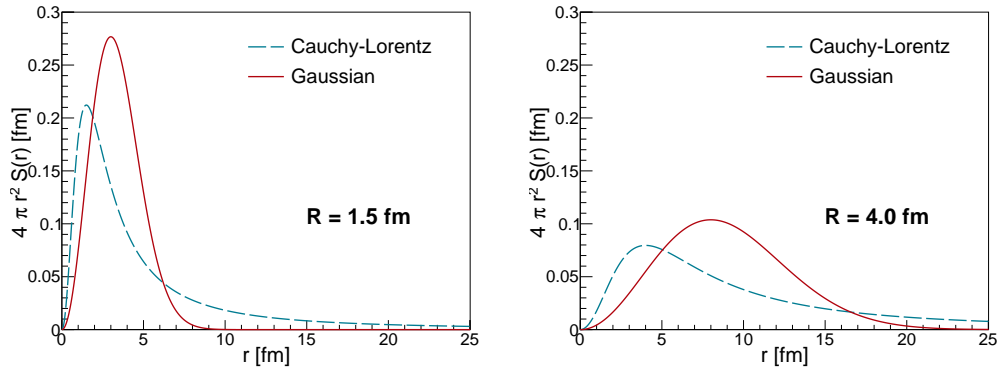 0.3
0.25
0.2
0.15
0.1
0.05
0
4 π r² S(r) [fm]
Cauchy-Lorentz
Gaussian
R = 1.5 fm
0 5 10 15 20 25
r [fm]
0.3
0.25
0.2
0.15
0.1
0.05
0
4 π r² S(r) [fm]
Cauchy-Lorentz
Gaussian
R = 4.0 fm
0 5 10 15 20 25
r [fm]